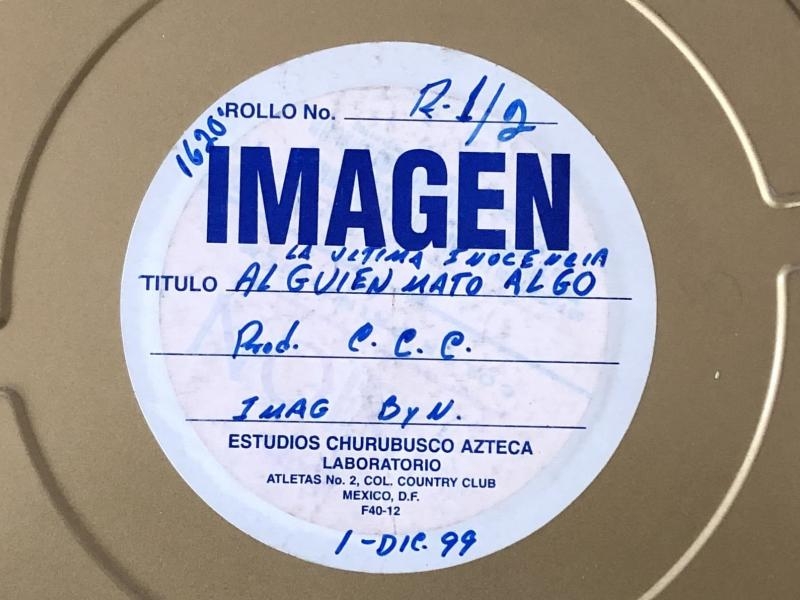 ROLLO No. R-1/2
1620'
IMAGEN
LA ULTIMA INOCENCIA
TITULO ALGUIEN MATO ALGO
Prod. C. C. C.
IMAG ByN.
ESTUDIOS CHURUBUSCO AZTECA
LABORATORIO
ATLETAS No. 2, COL. COUNTRY CLUB
MEXICO, D.F.
F40-12
1-DIC. 99